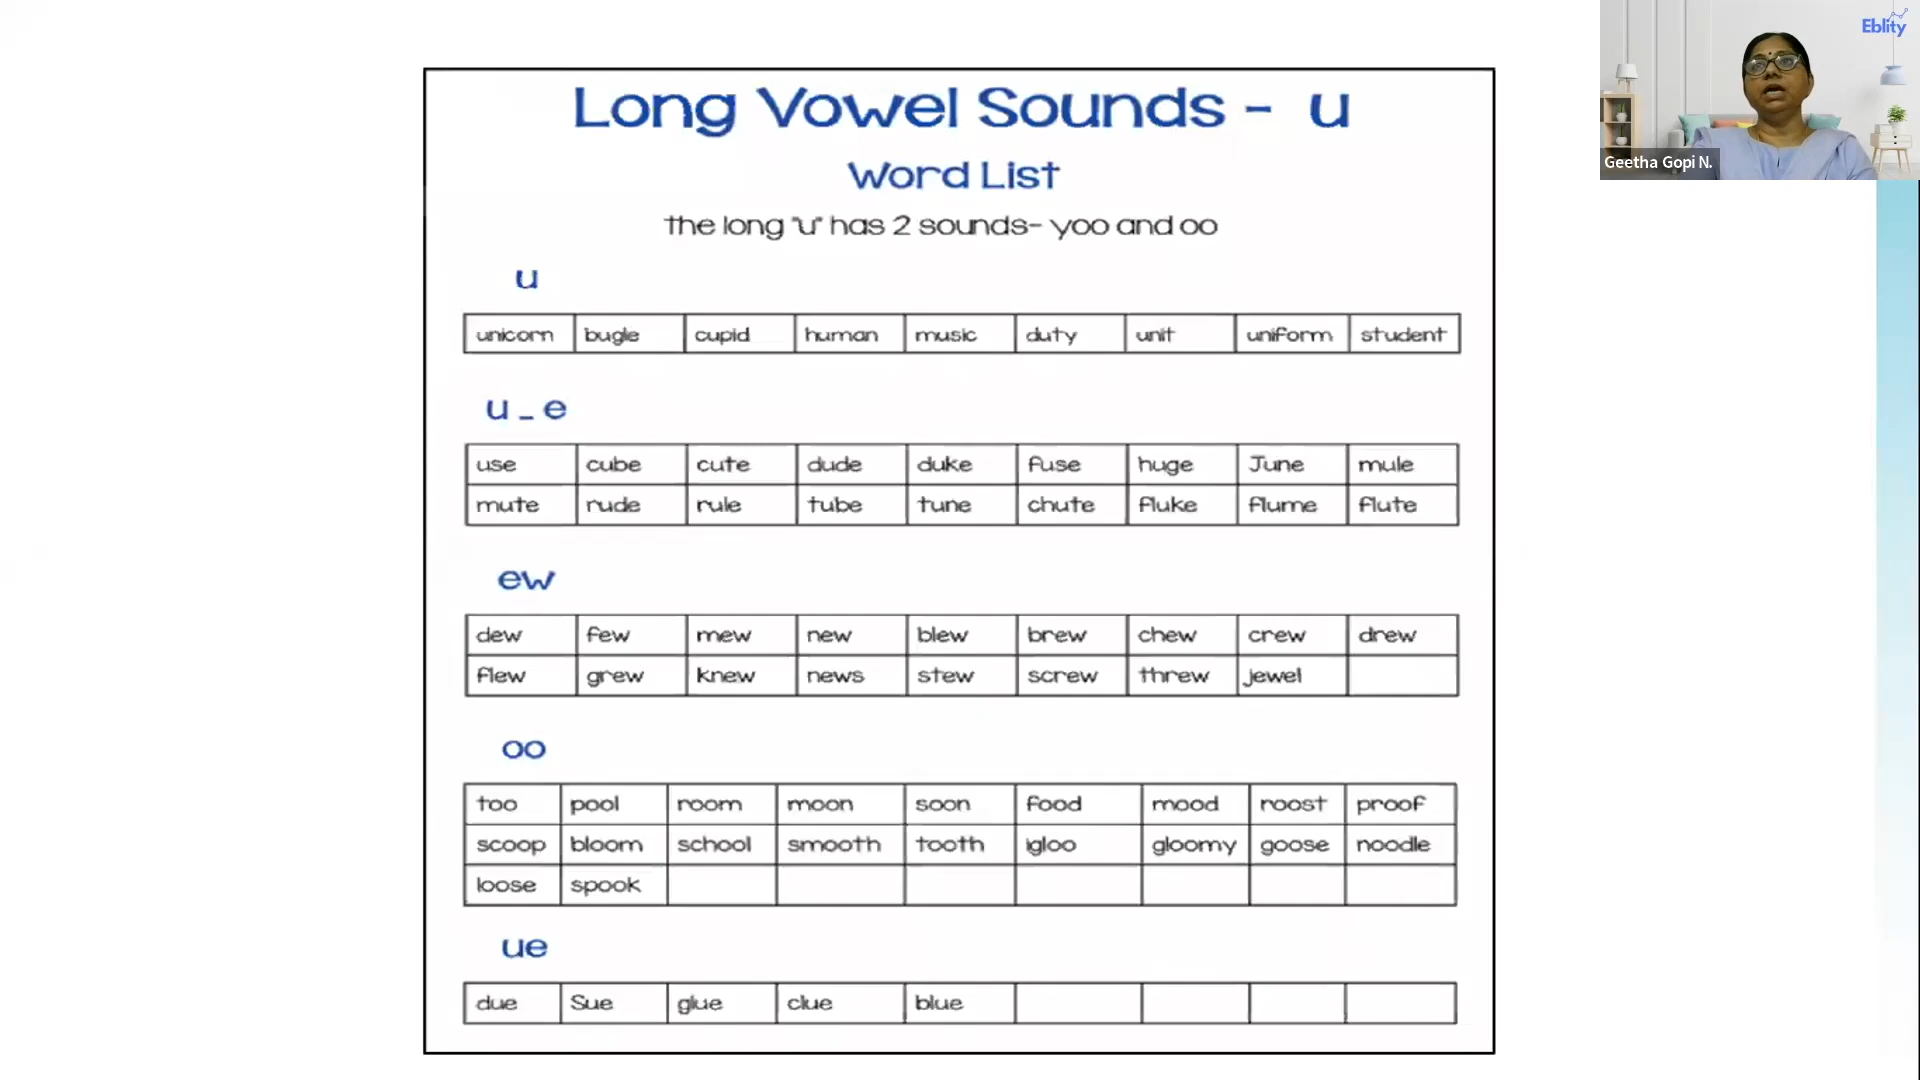 Eblity
Geetha Gopi N.
Long Vowel Sounds - u
Word List
the long "u" has 2 sounds- yoo and oo
u
unicorn bugle cupid human music duty unit uniform student
u _ e
use cube cute dude duke fuse huge June mule
mute rude rule tube tune chute fluke flume flute
ew
dew few mew new blew brew chew crew drew
flew grew knew news stew screw threw jewel
oo
too pool room moon soon food mood roost proof
scoop bloom school smooth tooth igloo gloomy goose noodle
loose spook
ue
due Sue glue clue blue